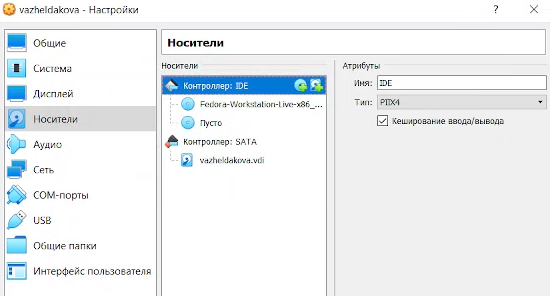 vazheldakova - Настройки
Общие
Система
Дисплей
Носители
Аудио
Сеть
COM-порты
USB
Общие папки
Интерфейс пользователя
Носители
Носители
Контроллер: IDE
Fedora-Workstation-Live-x86_...
Пусто
Контроллер: SATA
vazheldakova.vdi
Атрибуты
Имя: IDE
Тип: PIIX4
Кеширование ввода/вывода